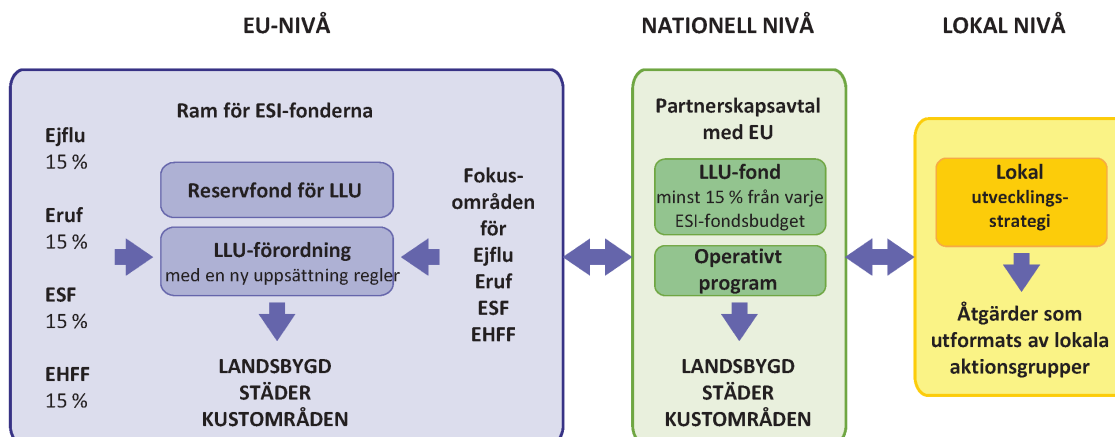 EU-NIVÅ
NATIONELL NIVÅ
LOKAL NIVÅ
Ram för ESI-fonderna
Ejflu
15 %
Eruf
15 %
ESF
15 %
EHFF
15 %
Reservfond för LLU
LLU-förordning
med en ny uppsättning regler
Fokus-
områden
för
Ejflu
Eruf
ESF
EHFF
LANDSBYGD
STÄDER
KUSTOMRÅDEN
Partnerskapsavtal
med EU
LLU-fond
minst 15 % från varje
ESI-fondsbudget
Operativt
program
LANDSBYGD
STÄDER
KUSTOMRÅDEN
Lokal
utvecklings-
strategi
Åtgärder som
utformats av lokala
aktionsgrupper